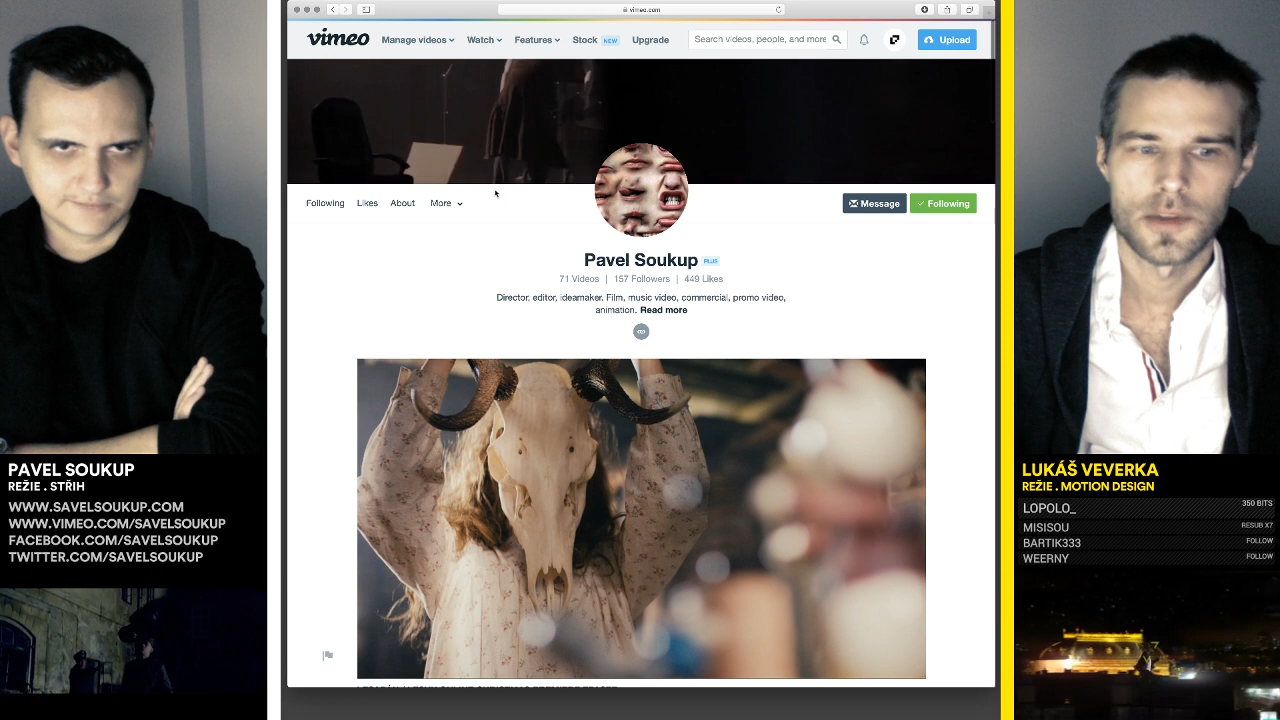 vimeo.com
vimeo
Manage videos Watch Features Stock NEW Upgrade
Search videos, people, and more
Upload
Following Likes About More
Message
Following
Pavel Soukup PLUS
71 Videos | 157 Followers | 449 Likes
Director, editor, ideamaker. Film, music video, commercial, promo video,
animation. Read more
PAVEL SOUKUP
REŽIE . STŘIH
WWW.SAVELSOUKUP.COM
WWW.VIMEO.COM/SAVELSOUKUP
FACEBOOK.COM/SAVELSOUKUP
TWITTER.COM/SAVELSOUKUP
LUKÁŠ VEVERKA
REŽIE . MOTION DESIGN
LOPOLO_ 350 BITS
MISISOU RESUB X7
BARTIK333 FOLLOW
WEERNY FOLLOW